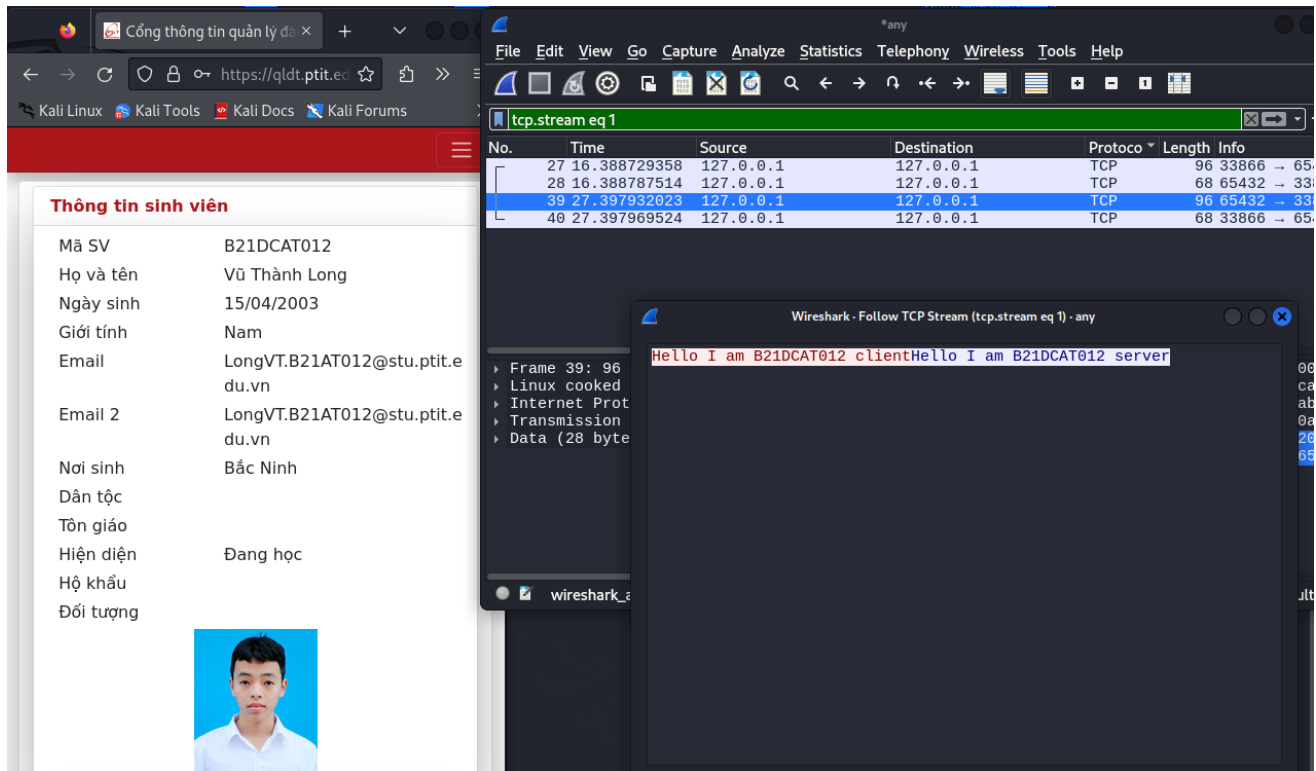 Cổng thông tin quản lý đà
https://qldt.ptit.ed
Kali Linux Kali Tools Kali Docs Kali Forums
Thông tin sinh viên
Mã SV B21DCAT012
Họ và tên Vũ Thành Long
Ngày sinh 15/04/2003
Giới tính Nam
Email LongVT.B21AT012@stu.ptit.e
du.vn
Email 2 LongVT.B21AT012@stu.ptit.e
du.vn
Nơi sinh Bắc Ninh
Dân tộc
Tôn giáo
Hiện diện Đang học
Hộ khẩu
Đối tượng
*any
File Edit View Go Capture Analyze Statistics Telephony Wireless Tools Help
tcp.stream eq 1
No. Time Source Destination Protoco Length Info
27 16.388729358 127.0.0.1 127.0.0.1 TCP 96 33866 → 65
28 16.388787514 127.0.0.1 127.0.0.1 TCP 68 65432 → 33
39 27.397932023 127.0.0.1 127.0.0.1 TCP 96 65432 → 33
40 27.397969524 127.0.0.1 127.0.0.1 TCP 68 33866 → 65
Frame 39: 96
Linux cooked
Internet Prot
Transmission
Data (28 byte
wireshark_a
Wireshark · Follow TCP Stream (tcp.stream eq 1) · any
Hello I am B21DCAT012 clientHello I am B21DCAT012 server